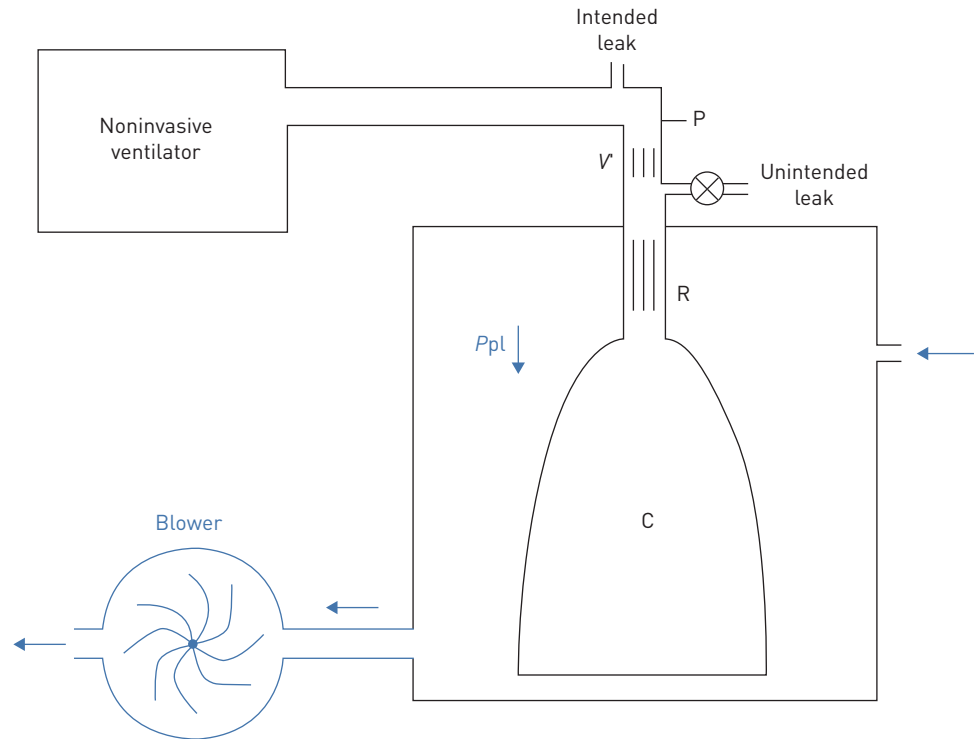 Intended
leak
Noninvasive
ventilator
P
V'
Unintended
leak
R
Ppl
C
Blower